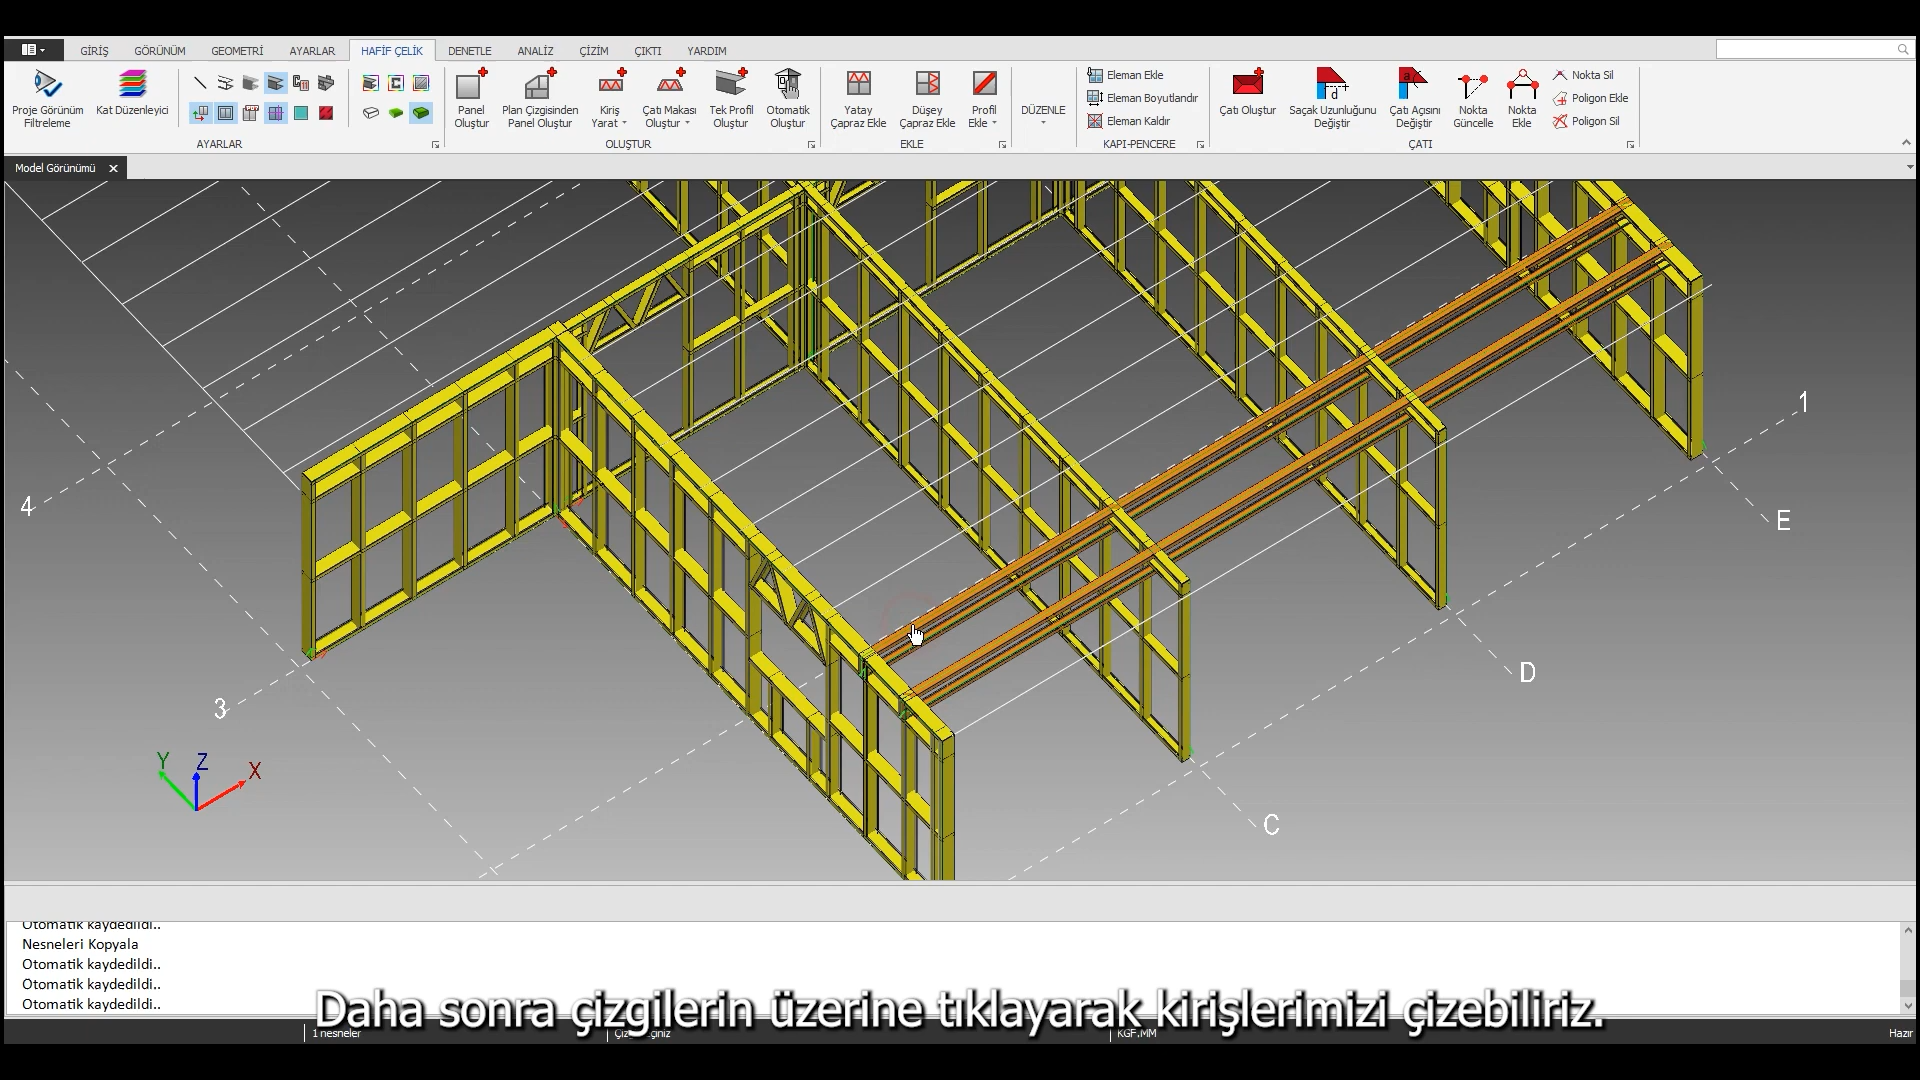 GİRİŞ GÖRÜNÜM GEOMETRİ AYARLAR HAFİF ÇELİK DENETLE ANALİZ ÇİZİM ÇIKTI YARDIM
Proje Görünüm Filtreleme
Kat Düzenleyici
AYARLAR
Panel Oluştur
Plan Çizgisinden Panel Oluştur
Kiriş Yarat
Çatı Makası Oluştur
Tek Profil Oluştur
Otomatik Oluştur
OLUŞTUR
Yatay Çapraz Ekle
Düşey Çapraz Ekle
Profil Ekle
EKLE
DÜZENLE
Eleman Ekle
Eleman Boyutlandır
Eleman Kaldır
KAPI-PENCERE
Çatı Oluştur
Saçak Uzunluğunu Değiştir
Çatı Açısını Değiştir
Nokta Güncelle
Nokta Ekle
Nokta Sil
Poligon Ekle
Poligon Sil
ÇATI
d
a
Model Görünümü
1
E
D
C
4
3
Y Z X
Otomatik kaydedildi..
Nesneleri Kopyala
Otomatik kaydedildi..
Otomatik kaydedildi..
Otomatik kaydedildi..
Daha sonra çizgilerin üzerine tıklayarak kirişlerimizi çizebiliriz.
1 nesneler
KGF.MM
Hazır